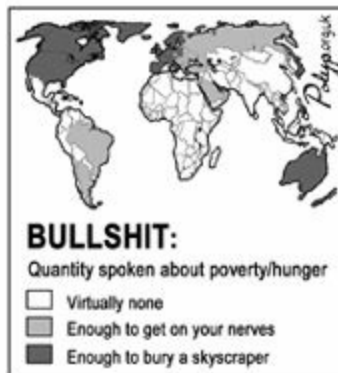 Polyp.org.uk
BULLSHIT:
Quantity spoken about poverty/hunger
Virtually none
Enough to get on your nerves
Enough to bury a skyscraper